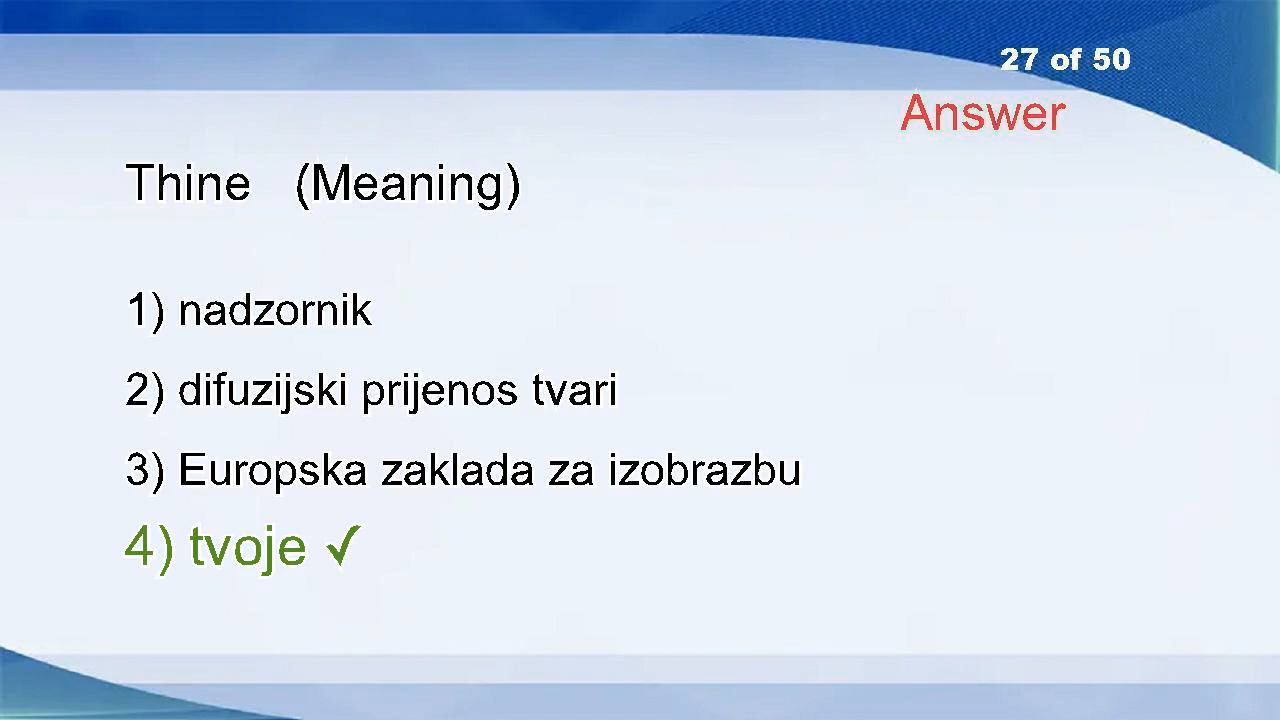 27 of 50
Answer
Thine (Meaning)
1) nadzornik
2) difuzijski prijenos tvari
3) Europska zaklada za izobrazbu
4) tvoje ✓